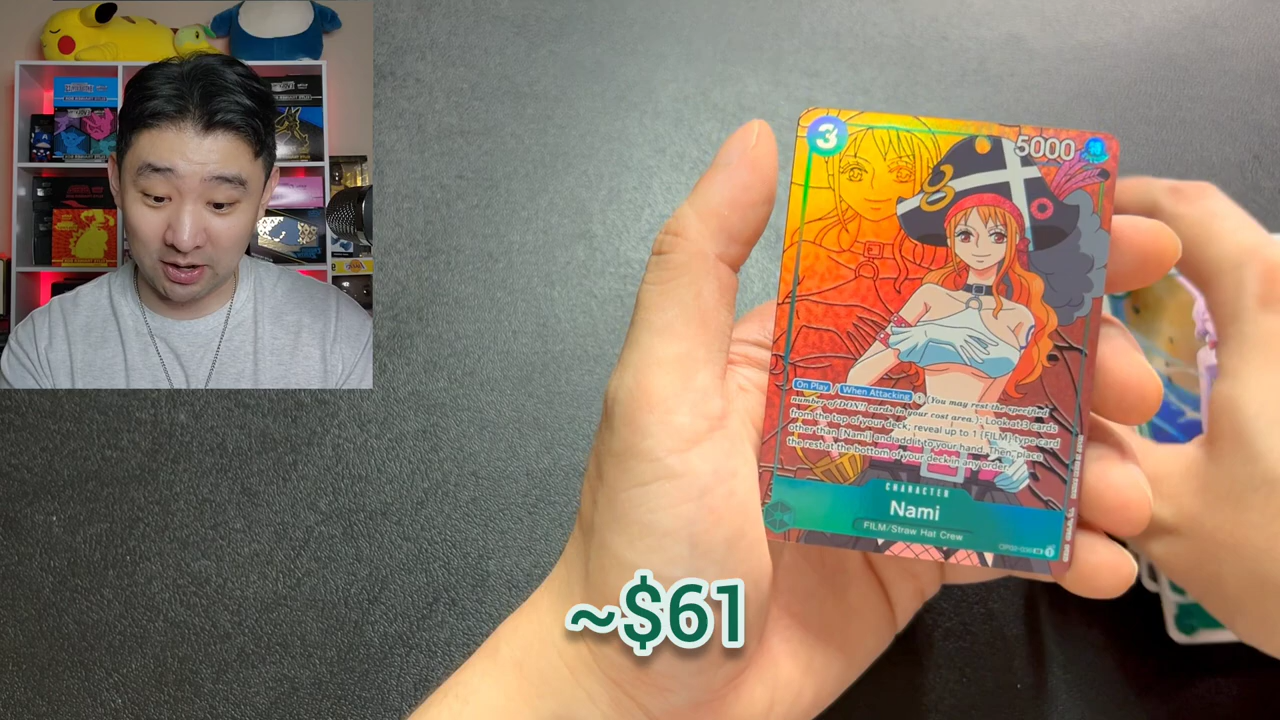 3
5000
On Play / When Attacking ① (You may rest the specified
number of DON!! cards in your cost area.): Look at 3 cards
from the top of your deck; reveal up to 1 {FILM} type card
other than [Nami] and add it to your hand. Then, place
the rest at the bottom of your deck in any order.
CHARACTER
Nami
FILM/Straw Hat Crew
~$61